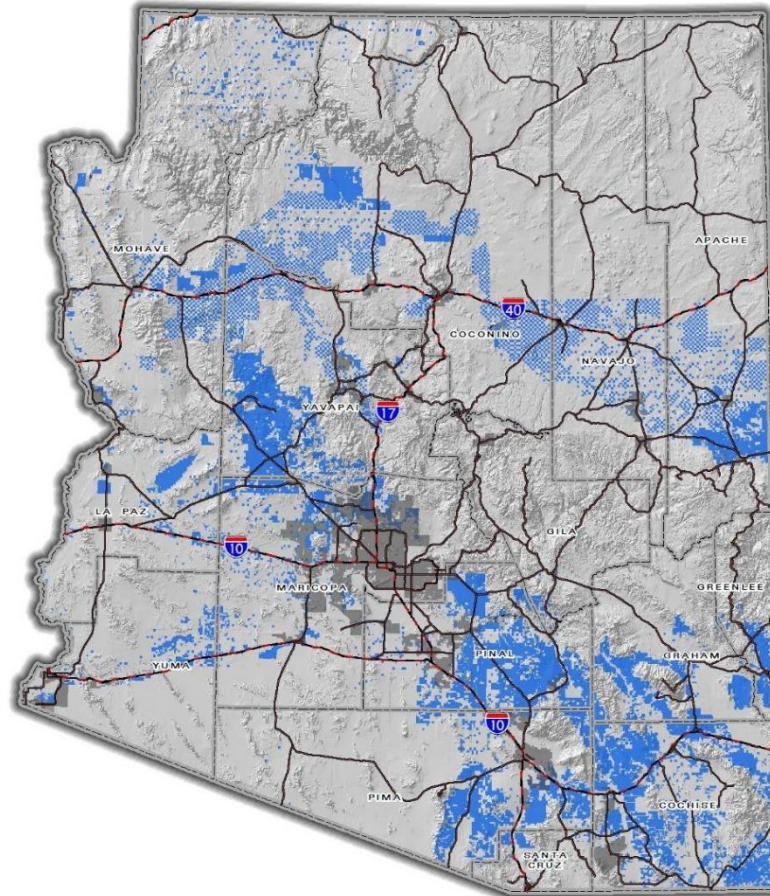 MOHAVE
APACHE
40
COCONINO
NAVAJO
YAVAPAI
17
LA PAZ
GILA
10
MARICOPA
GREENLEE
PINAL
GRAHAM
YUMA
10
PIMA
COCHISE
SANTA
CRUZ